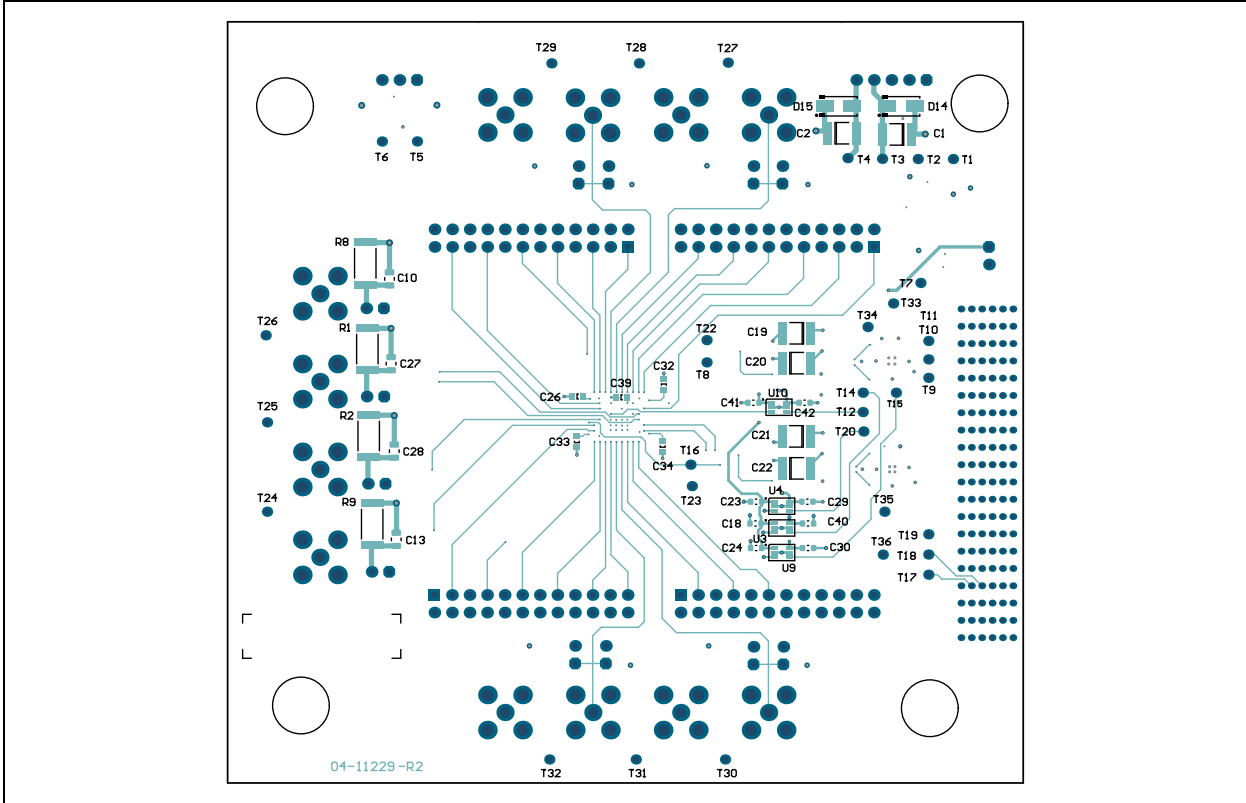 T29 T28 T27
D15 D14
C2 C1
T6 T5 T4 T3 T2 T1
R8
C10
T7
T33
T26 T22 T34 T11
R1 C19 T10
C27 C20
C32 T8 T9
C26 C39 U10 T14 T15
C41 C42 T12
R2
T25 C21 T20
C33 T16
C28 C34 C22
T23 U4
T24 R9 C23 C29 T35
C18 C40
C13 U3 T19
C24 C30 T36 T18
U9
T17
04-11229-R2
T32 T31 T30